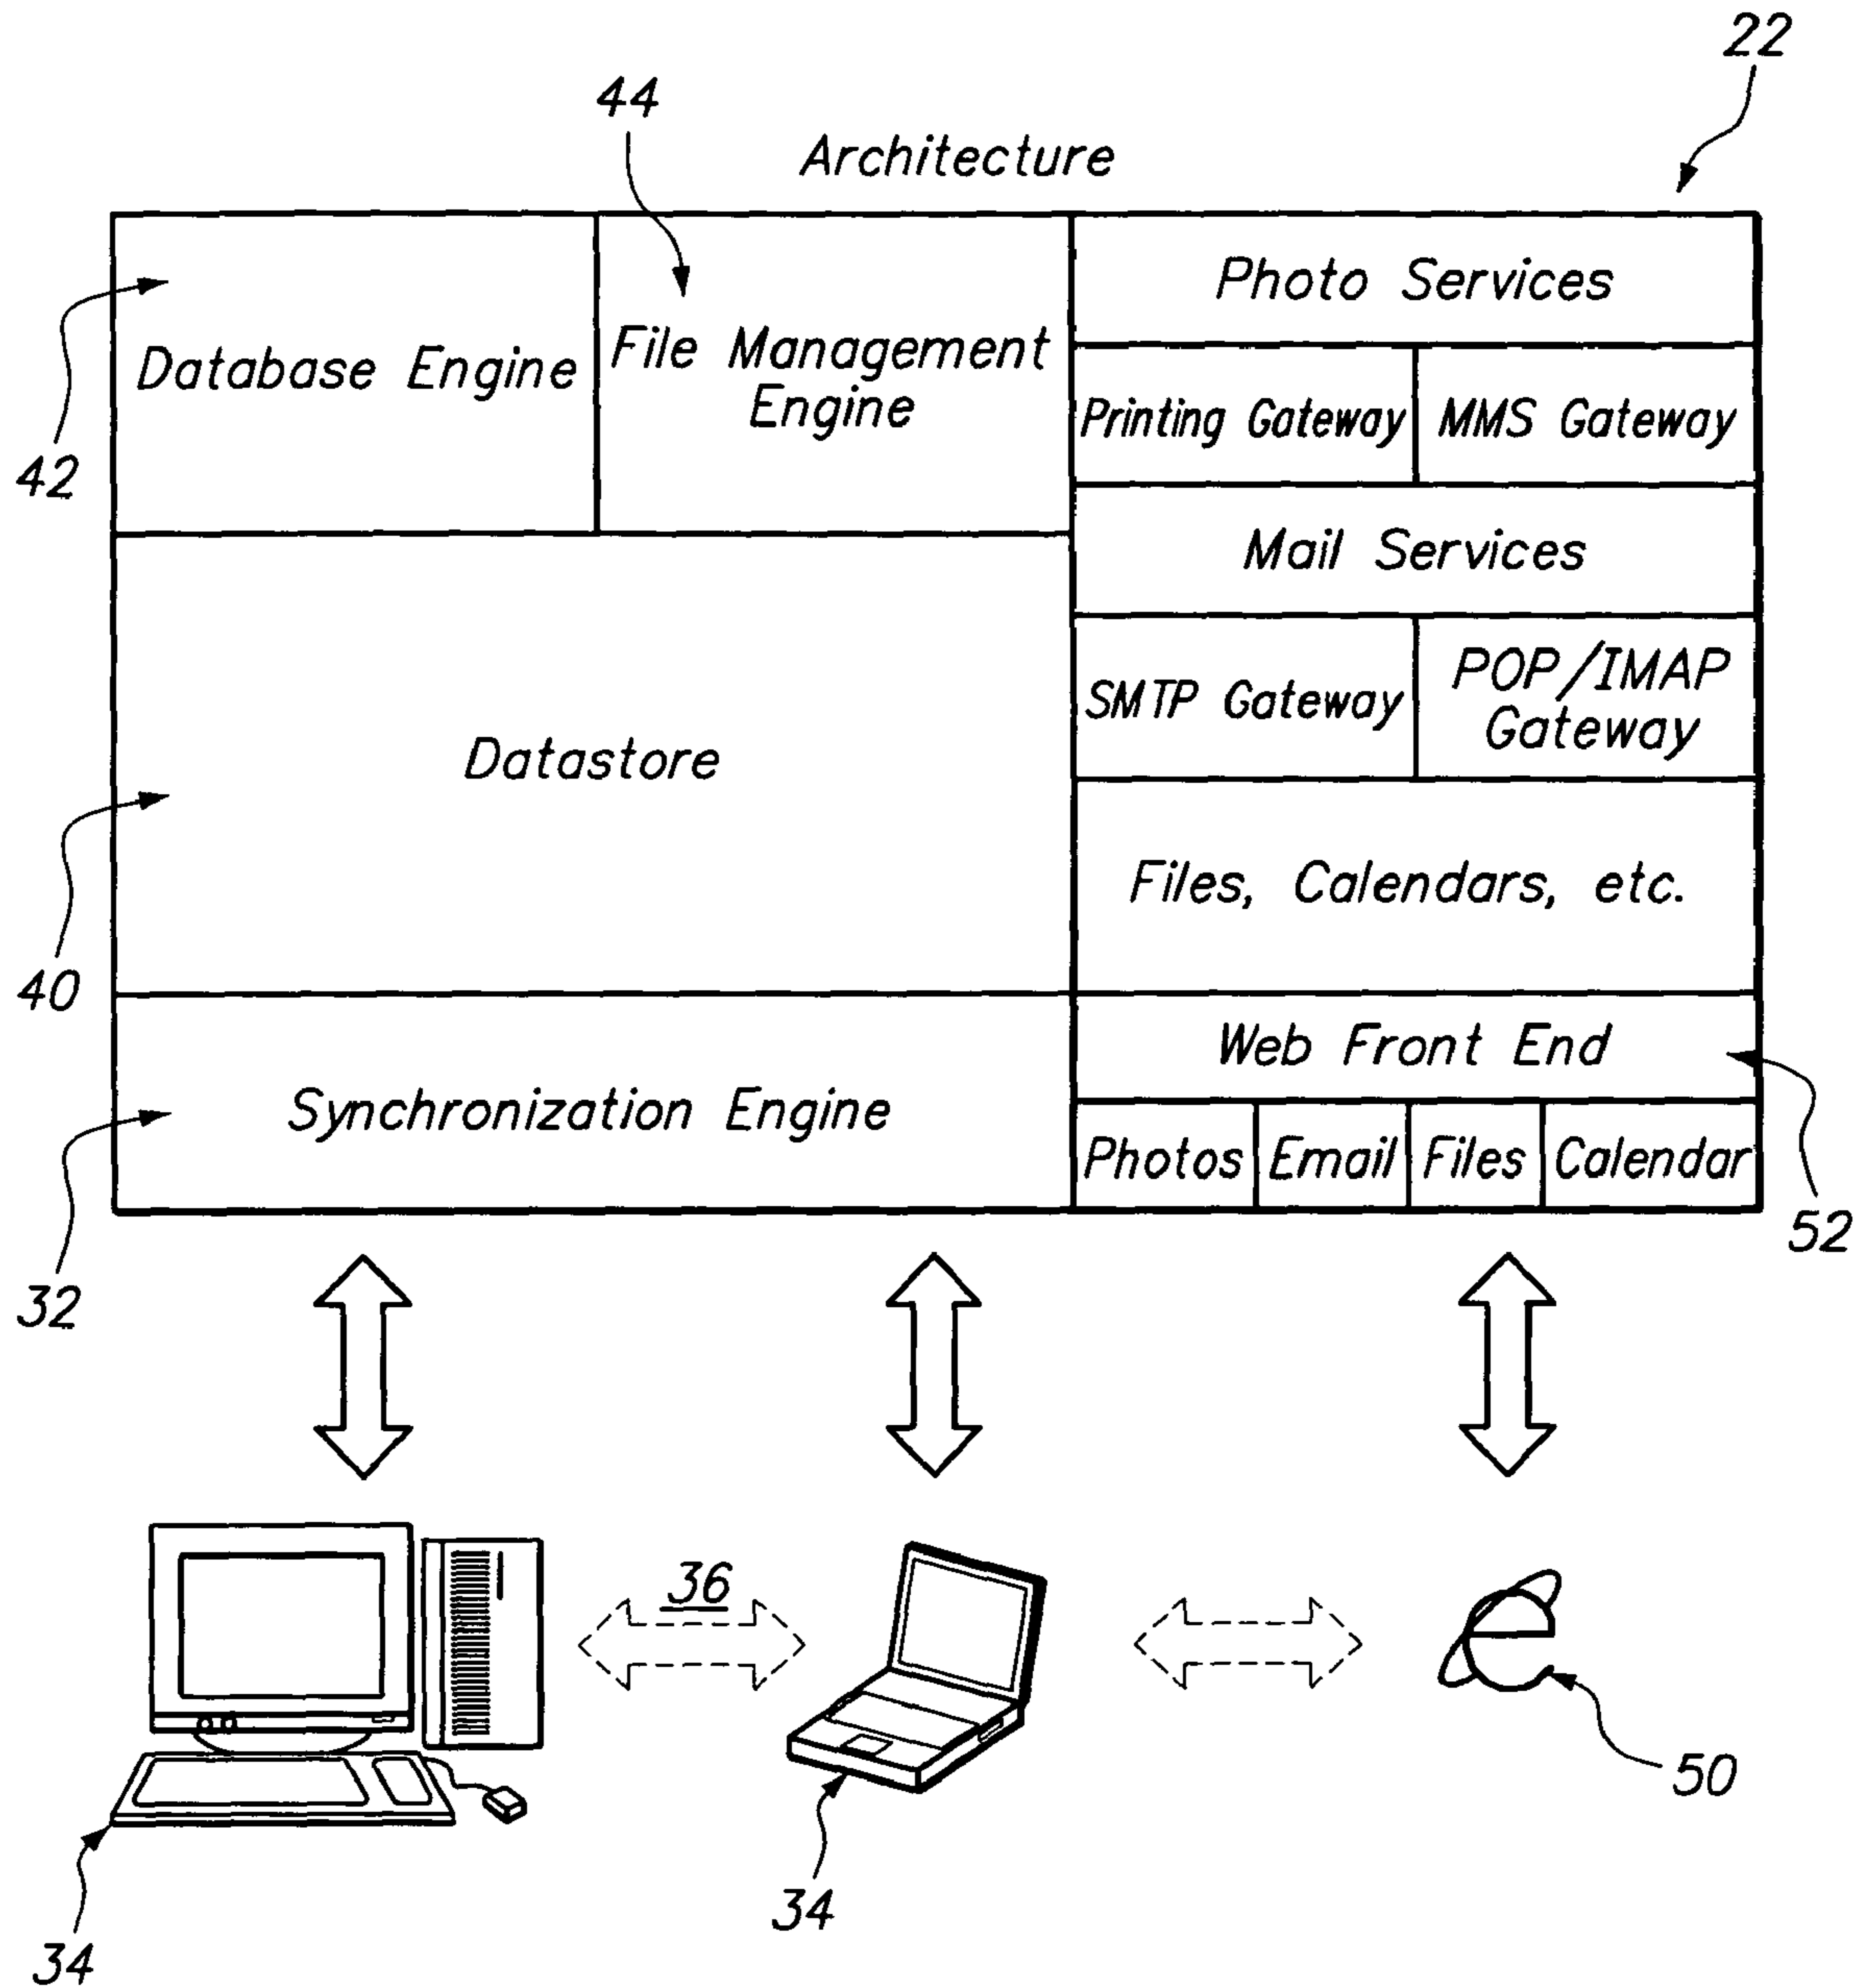 22
44
Architecture
Photo Services
Database Engine
File Management
Engine
Printing Gateway
MMS Gateway
42
Mail Services
SMTP Gateway
POP/IMAP
Gateway
Datastore
Files, Calendars, etc.
40
Web Front End
Synchronization Engine
Photos
Email
Files
Calendar
52
32
36
50
34
34